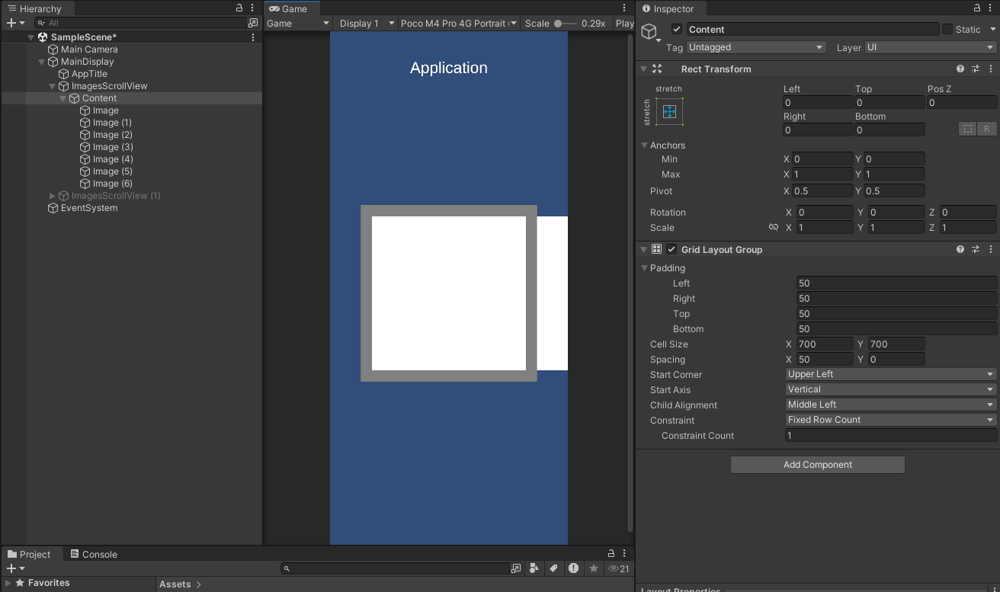 Hierarchy
All
SampleScene*
Main Camera
MainDisplay
AppTitle
ImagesScrollView
Content
Image
Image (1)
Image (2)
Image (3)
Image (4)
Image (5)
Image (6)
ImagesScrollView (1)
EventSystem
Game
Game Display 1 Poco M4 Pro 4G Portrait ( Scale 0.29x Play
Application
Inspector
Content Static
Tag Untagged Layer UI
Rect Transform
stretch Left Top Pos Z
stretch 0 0 0
Right Bottom
0 0 R
Anchors
Min X 0 Y 0
Max X 1 Y 1
Pivot X 0.5 Y 0.5
Rotation X 0 Y 0 Z 0
Scale X 1 Y 1 Z 1
Grid Layout Group
Padding
Left 50
Right 50
Top 50
Bottom 50
Cell Size X 700 Y 700
Spacing X 50 Y 0
Start Corner Upper Left
Start Axis Vertical
Child Alignment Middle Left
Constraint Fixed Row Count
Constraint Count 1
Add Component
Layout Properties
Project Console
21
Favorites Assets